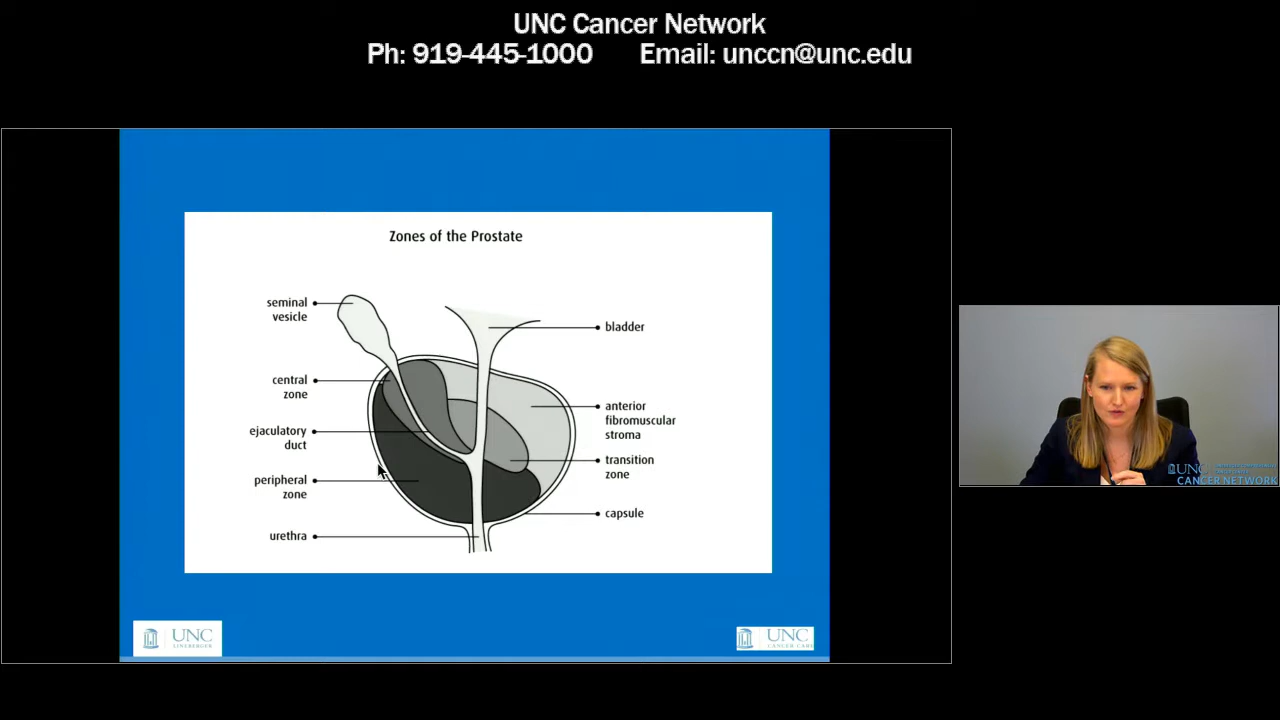 UNC Cancer Network
Ph: 919-445-1000 Email: unccn@unc.edu
Zones of the Prostate
seminal
vesicle
bladder
central
zone
anterior
fibromuscular
stroma
ejaculatory
duct
transition
zone
peripheral
zone
capsule
urethra
UNC
LINEBERGER
UNC
CANCER CARE
UNC
CANCER NETWORK